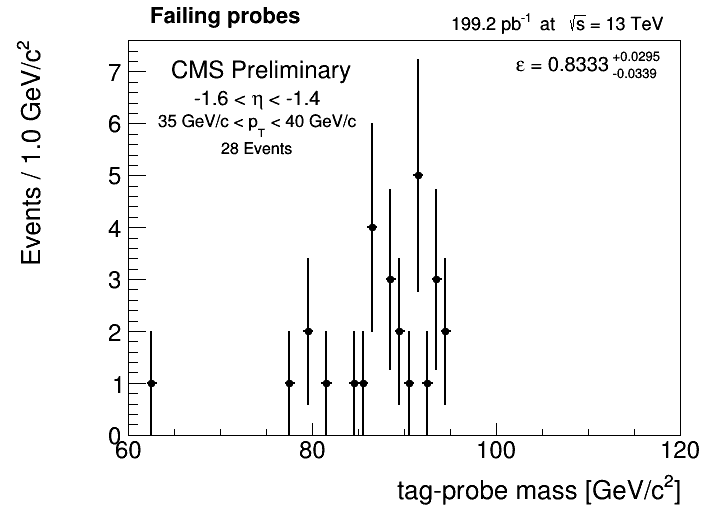 Failing probes
199.2 pb⁻¹ at √s = 13 TeV
CMS Preliminary
ε = 0.8333 +0.0295 -0.0339
-1.6 < η < -1.4
35 GeV/c < p_T < 40 GeV/c
28 Events
Events / 1.0 GeV/c²
7
6
5
4
3
2
1
0
60 80 100 120
tag-probe mass [GeV/c²]